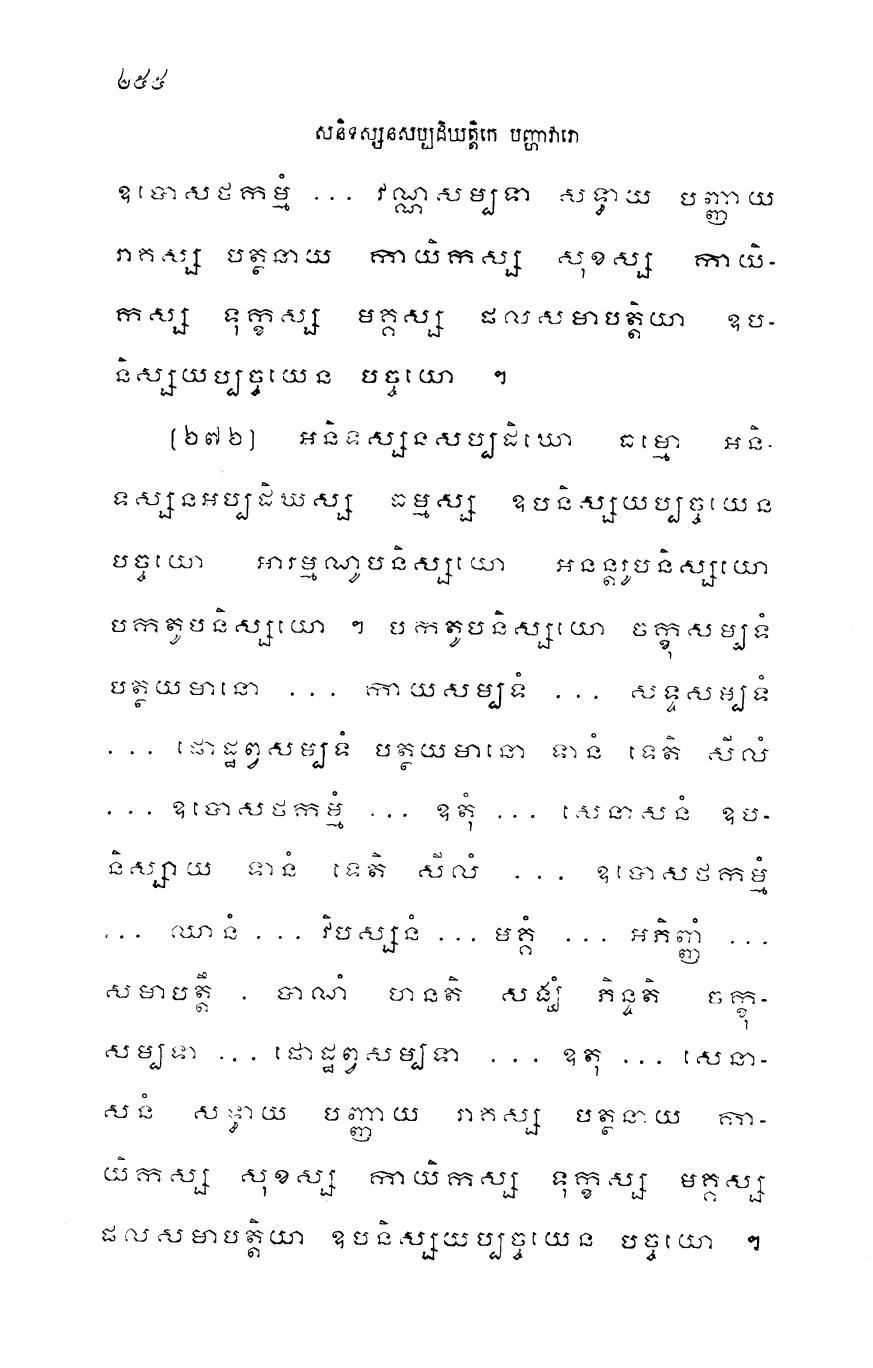 ២៥៥
សនិទស្សនសប្បដិឃត្តិកេ បញ្ហាវារោ
ឧបោសថកម្មំ ... វណ្ណសម្បទា សទ្ធាយ បញ្ញាយ
រាគស្ស បត្ថនាយ កាយិកស្ស សុខស្ស កាយិ-
កស្ស ទុក្ខស្ស មគ្គស្ស ផលសមាបត្តិយា ឧប-
និស្សយប្បច្ចយេន បច្ចយោ ។
(២៧៦) អនិទស្សនសប្បដិឃោ ធម្មោ អនិ-
ទស្សនអប្បដិឃស្ស ធម្មស្ស ឧបនិស្សយប្បច្ចយេន
បច្ចយោ អារម្មណូបនិស្សយោ អនន្តរូបនិស្សយោ
បកតូបនិស្សយោ ។ បកតូបនិស្សយោ ចក្ខុសម្បទំ
បត្ថយមានោ ... កាយសម្បទំ ... សទ្ទសម្បទំ
... ផោដ្ឋព្វសម្បទំ បត្ថយមានោ ទានំ ទេតិ សីលំ
... ឧបោសថកម្មំ ... ឧតុំ ... សេនាសនំ ឧប-
និស្សាយ ទានំ ទេតិ សីលំ ... ឧបោសថកម្មំ
... ឈានំ ... វិបស្សនំ ... មគ្គំ ... អភិញ្ញំ ...
សមាបត្តឹ . បាណំ ហនតិ សង្ឃំ ភិន្ទតិ ចក្ខុ-
សម្បទា ... ផោដ្ឋព្វសម្បទា ... ឧតុ ... សេនា-
សនំ សទ្ធាយ បញ្ញាយ រាគស្ស បត្ថនាយ កា-
យិកស្ស សុខស្ស កាយិកស្ស ទុក្ខស្ស មគ្គស្ស
ផលសមាបត្តិយា ឧបនិស្សយប្បច្ចយេន បច្ចយោ ។